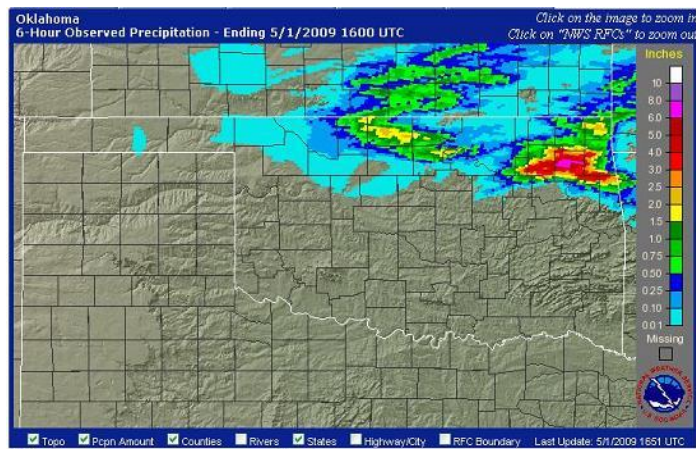 Oklahoma
6-Hour Observed Precipitation - Ending 5/1/2009 1600 UTC
Click on the image to zoom in
Click on "NWS RFCs" to zoom out
Inches
10
8.0
6.0
5.0
4.0
3.0
2.5
2.0
1.5
1.0
0.75
0.50
0.25
0.10
0.01
Missing
NATIONAL WEATHER SERVICE
Topo Pcpn Amount Counties Rivers States Highway/City RFC Boundary Last Update: 5/1/2009 1651 UTC